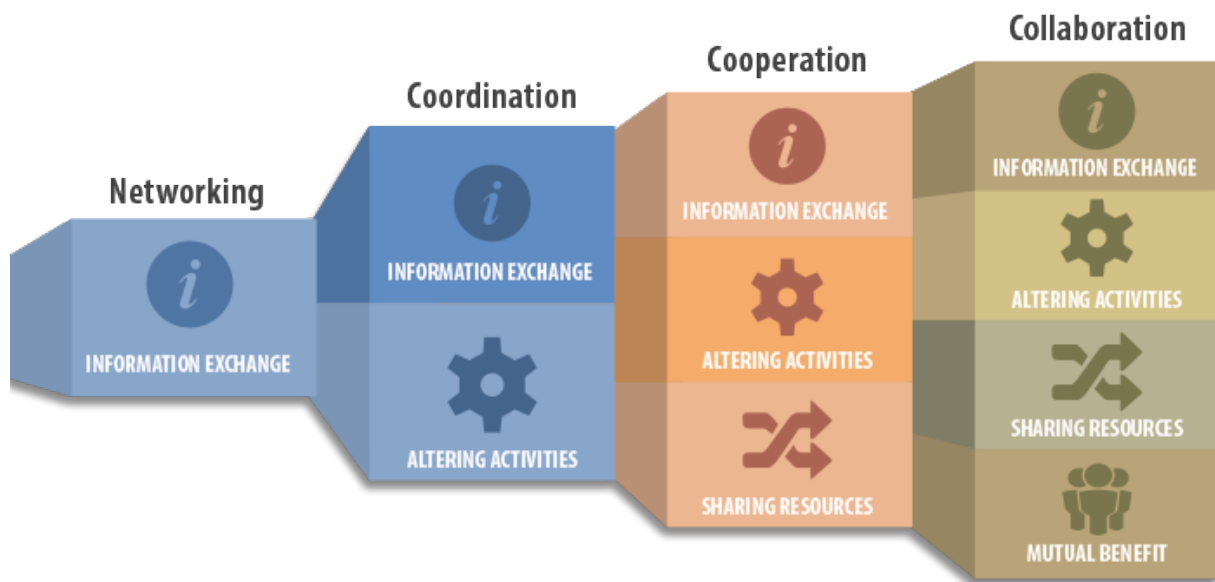 Networking
i
INFORMATION EXCHANGE
Coordination
i
INFORMATION EXCHANGE
ALTERING ACTIVITIES
Cooperation
i
INFORMATION EXCHANGE
ALTERING ACTIVITIES
SHARING RESOURCES
Collaboration
i
INFORMATION EXCHANGE
ALTERING ACTIVITIES
SHARING RESOURCES
MUTUAL BENEFIT